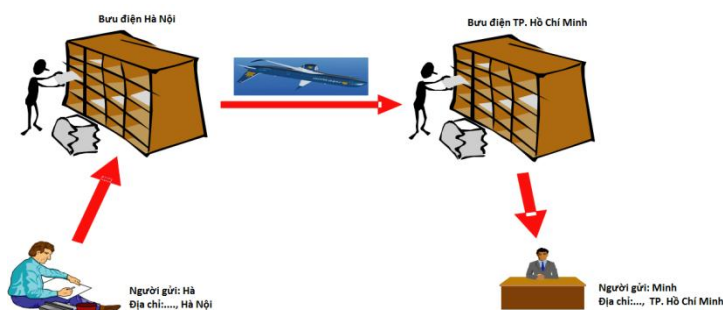 Bưu điện Hà Nội
Bưu điện TP. Hồ Chí Minh
Người gửi: Hà
Địa chỉ:...., Hà Nội
Người gửi: Minh
Địa chỉ:..., TP. Hồ Chí Minh